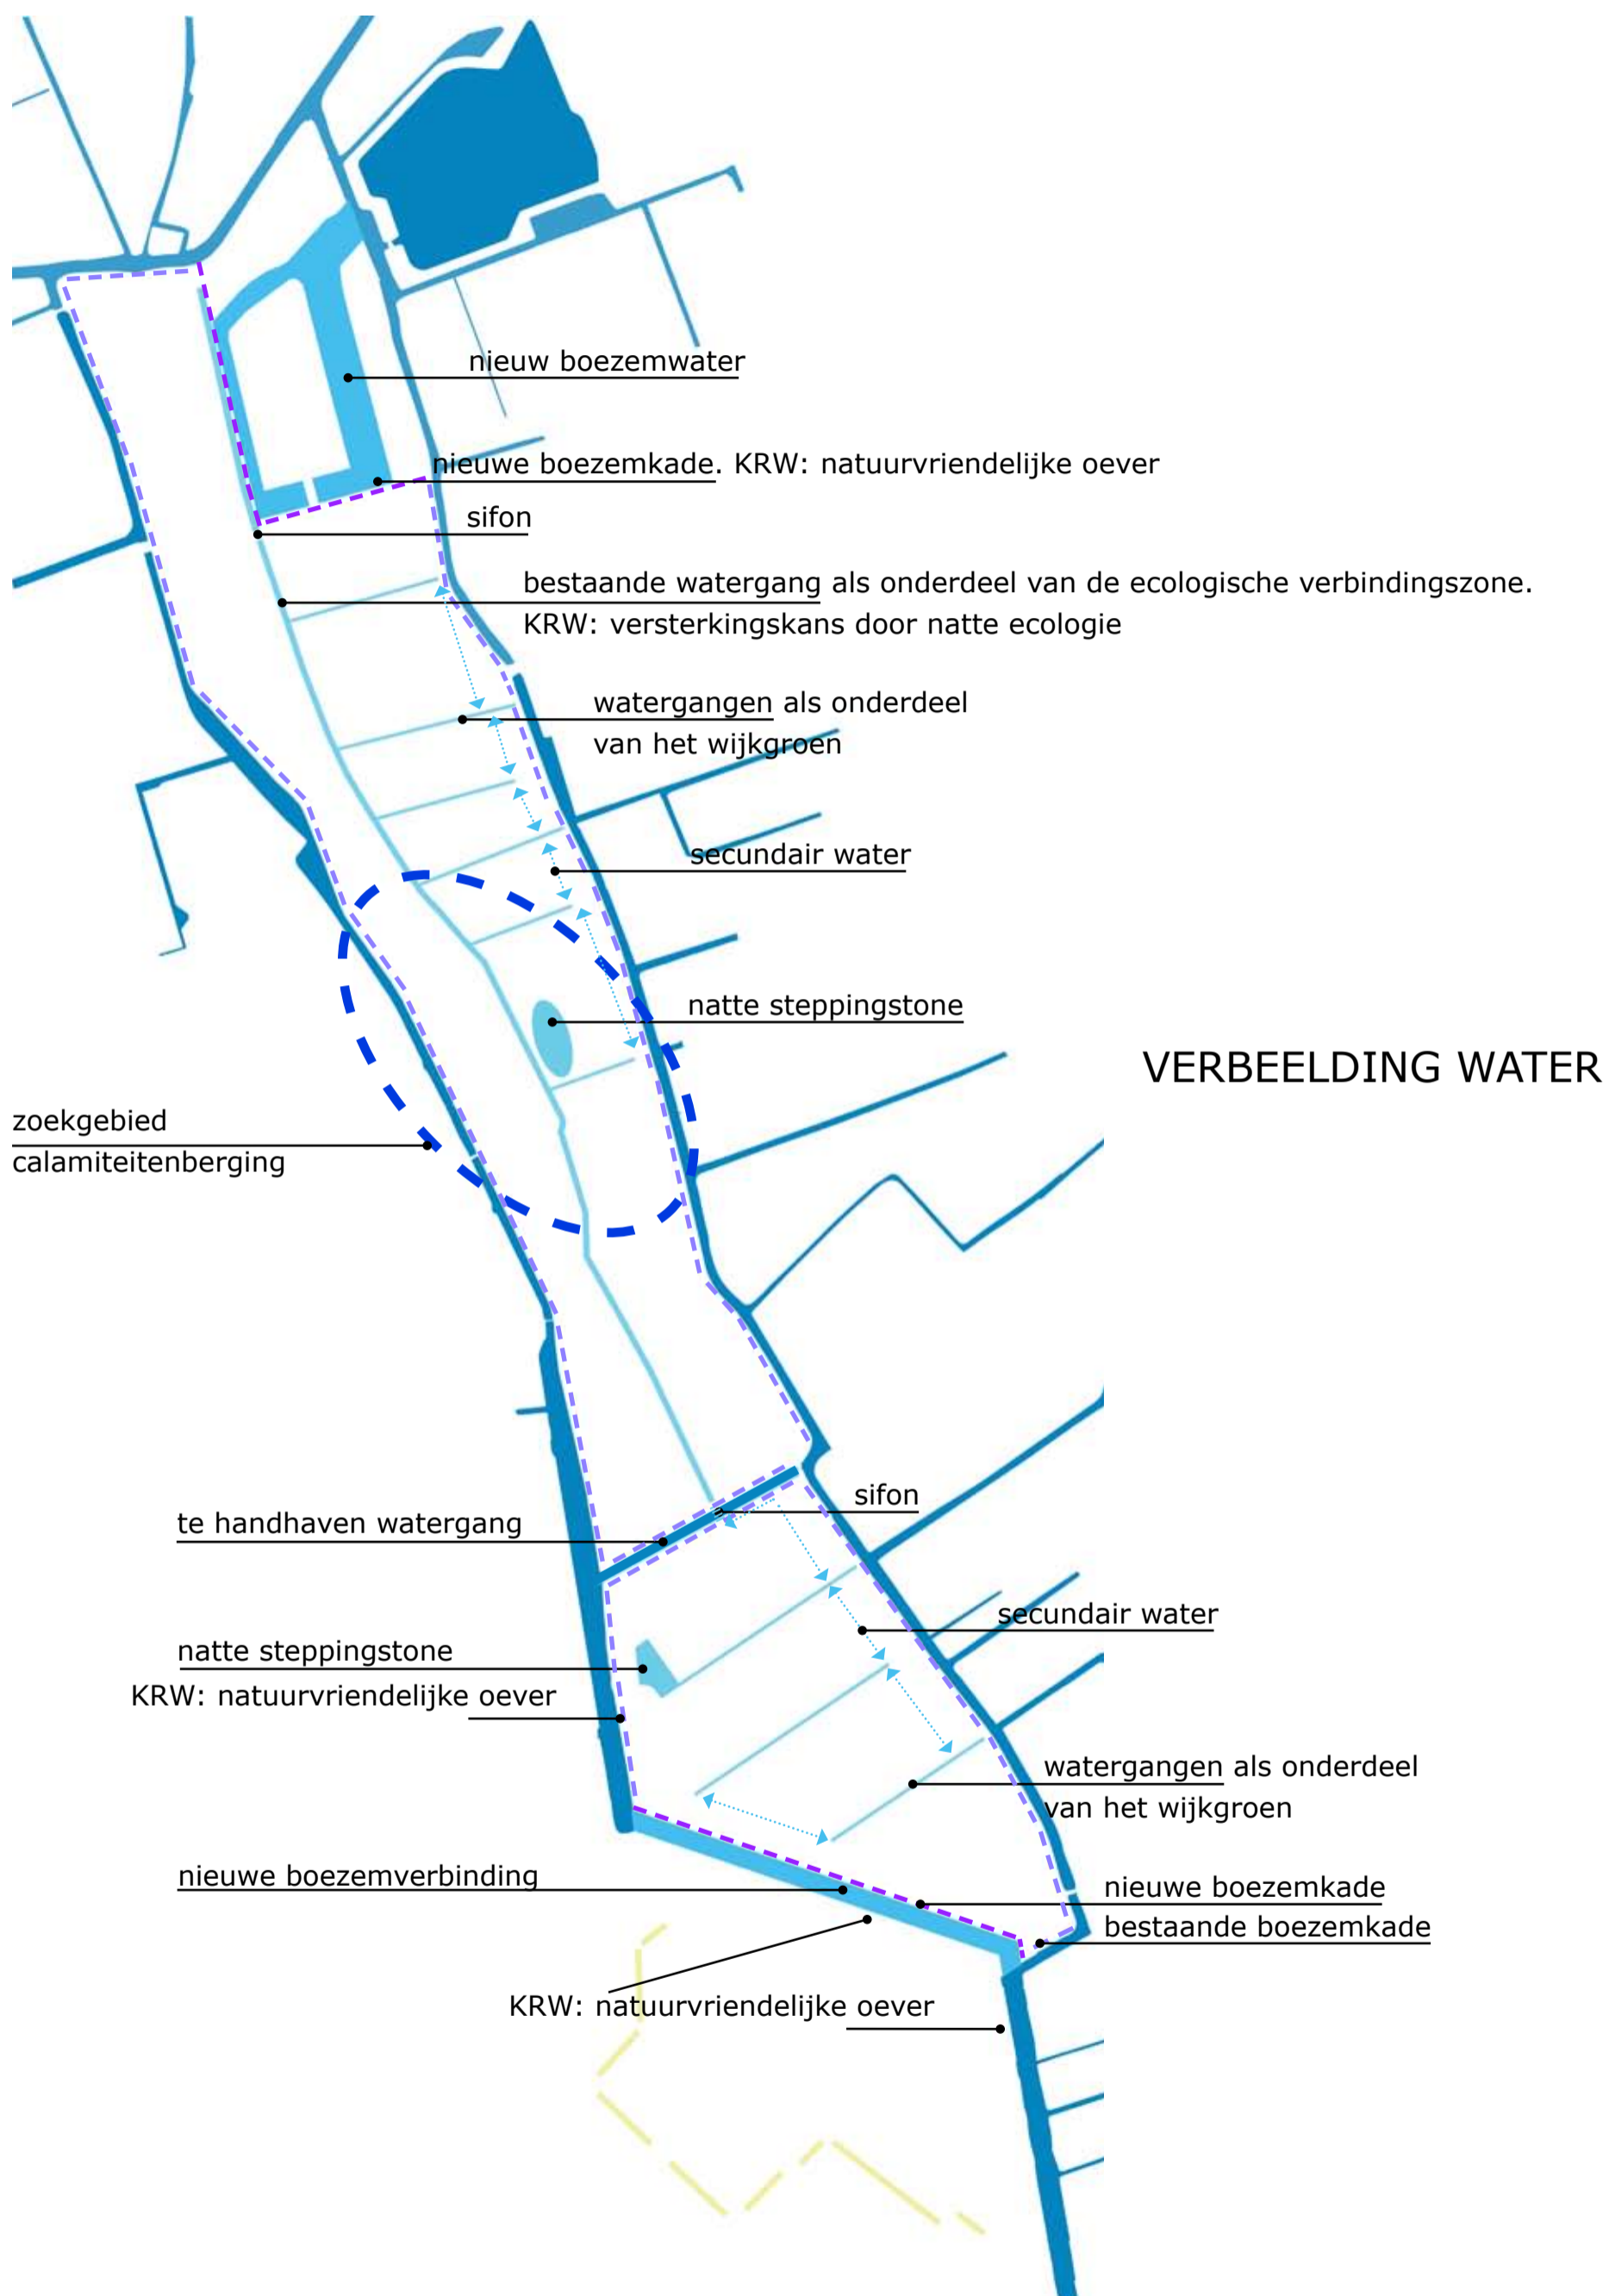 nieuw boezemwater
nieuwe boezemkade. KRW: natuurvriendelijke oever
sifon
bestaande watergang als onderdeel van de ecologische verbindingszone.
KRW: versterkingskans door natte ecologie
watergangen als onderdeel
van het wijkgroen
secundair water
natte steppingstone
VERBEELDING WATER
zoekgebied
calamiteitenberging
sifon
te handhaven watergang
secundair water
natte steppingstone
KRW: natuurvriendelijke oever
watergangen als onderdeel
van het wijkgroen
nieuwe boezemverbinding
nieuwe boezemkade
bestaande boezemkade
KRW: natuurvriendelijke oever